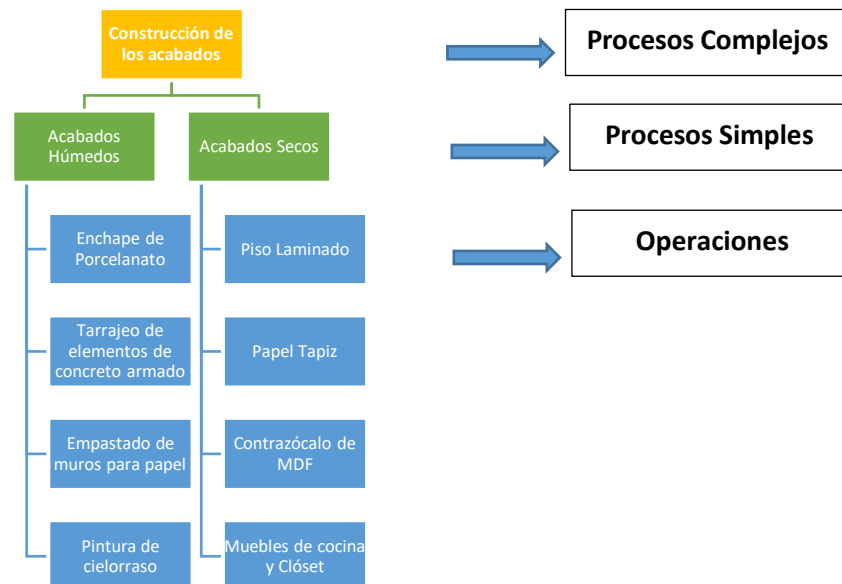 Construcción de
los acabados
Procesos Complejos
Acabados
Húmedos
Acabados Secos
Procesos Simples
Enchape de
Porcelanato
Piso Laminado
Operaciones
Tarrajeo de
elementos de
concreto armado
Papel Tapiz
Empastado de
muros para papel
Contrazócalo de
MDF
Pintura de
cielorraso
Muebles de cocina
y Clóset